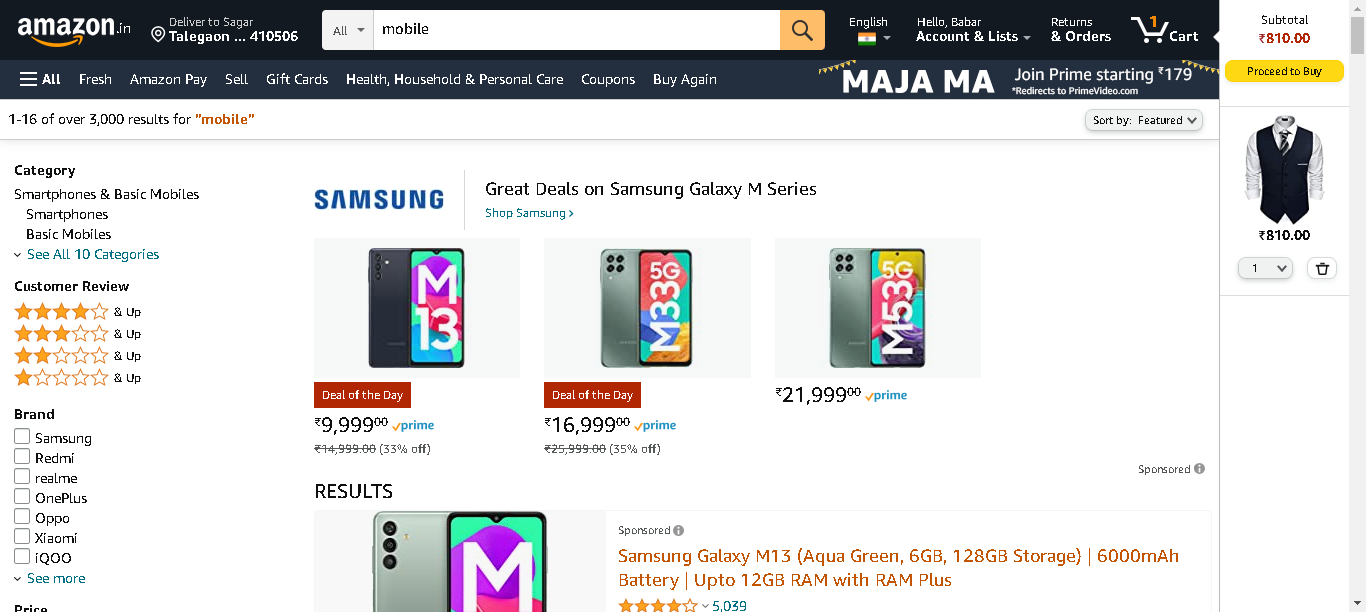 amazon.in
Deliver to Sagar
Talegaon ... 410506
All
mobile
English
Hello, Babar
Account & Lists
Returns
& Orders
1
Cart
All
Fresh
Amazon Pay
Sell
Gift Cards
Health, Household & Personal Care
Coupons
Buy Again
MAJA MA
Join Prime starting ₹179
*Redirects to PrimeVideo.com
Subtotal
₹810.00
Proceed to Buy
₹810.00
1
1-16 of over 3,000 results for "mobile"
Sort by: Featured
Category
Smartphones & Basic Mobiles
Smartphones
Basic Mobiles
See All 10 Categories
Customer Review
& Up
& Up
& Up
& Up
Brand
Samsung
Redmi
realme
OnePlus
Oppo
Xiaomi
iQOO
See more
Price
SAMSUNG
Great Deals on Samsung Galaxy M Series
Shop Samsung ›
M
13
Deal of the Day
₹9,999⁰⁰ prime
₹14,999.00 (33% off)
5G
M33
Deal of the Day
₹16,999⁰⁰ prime
₹25,999.00 (35% off)
5G
M53
₹21,999⁰⁰ prime
Sponsored
RESULTS
M
Sponsored
Samsung Galaxy M13 (Aqua Green, 6GB, 128GB Storage) | 6000mAh
Battery | Upto 12GB RAM with RAM Plus
5,039